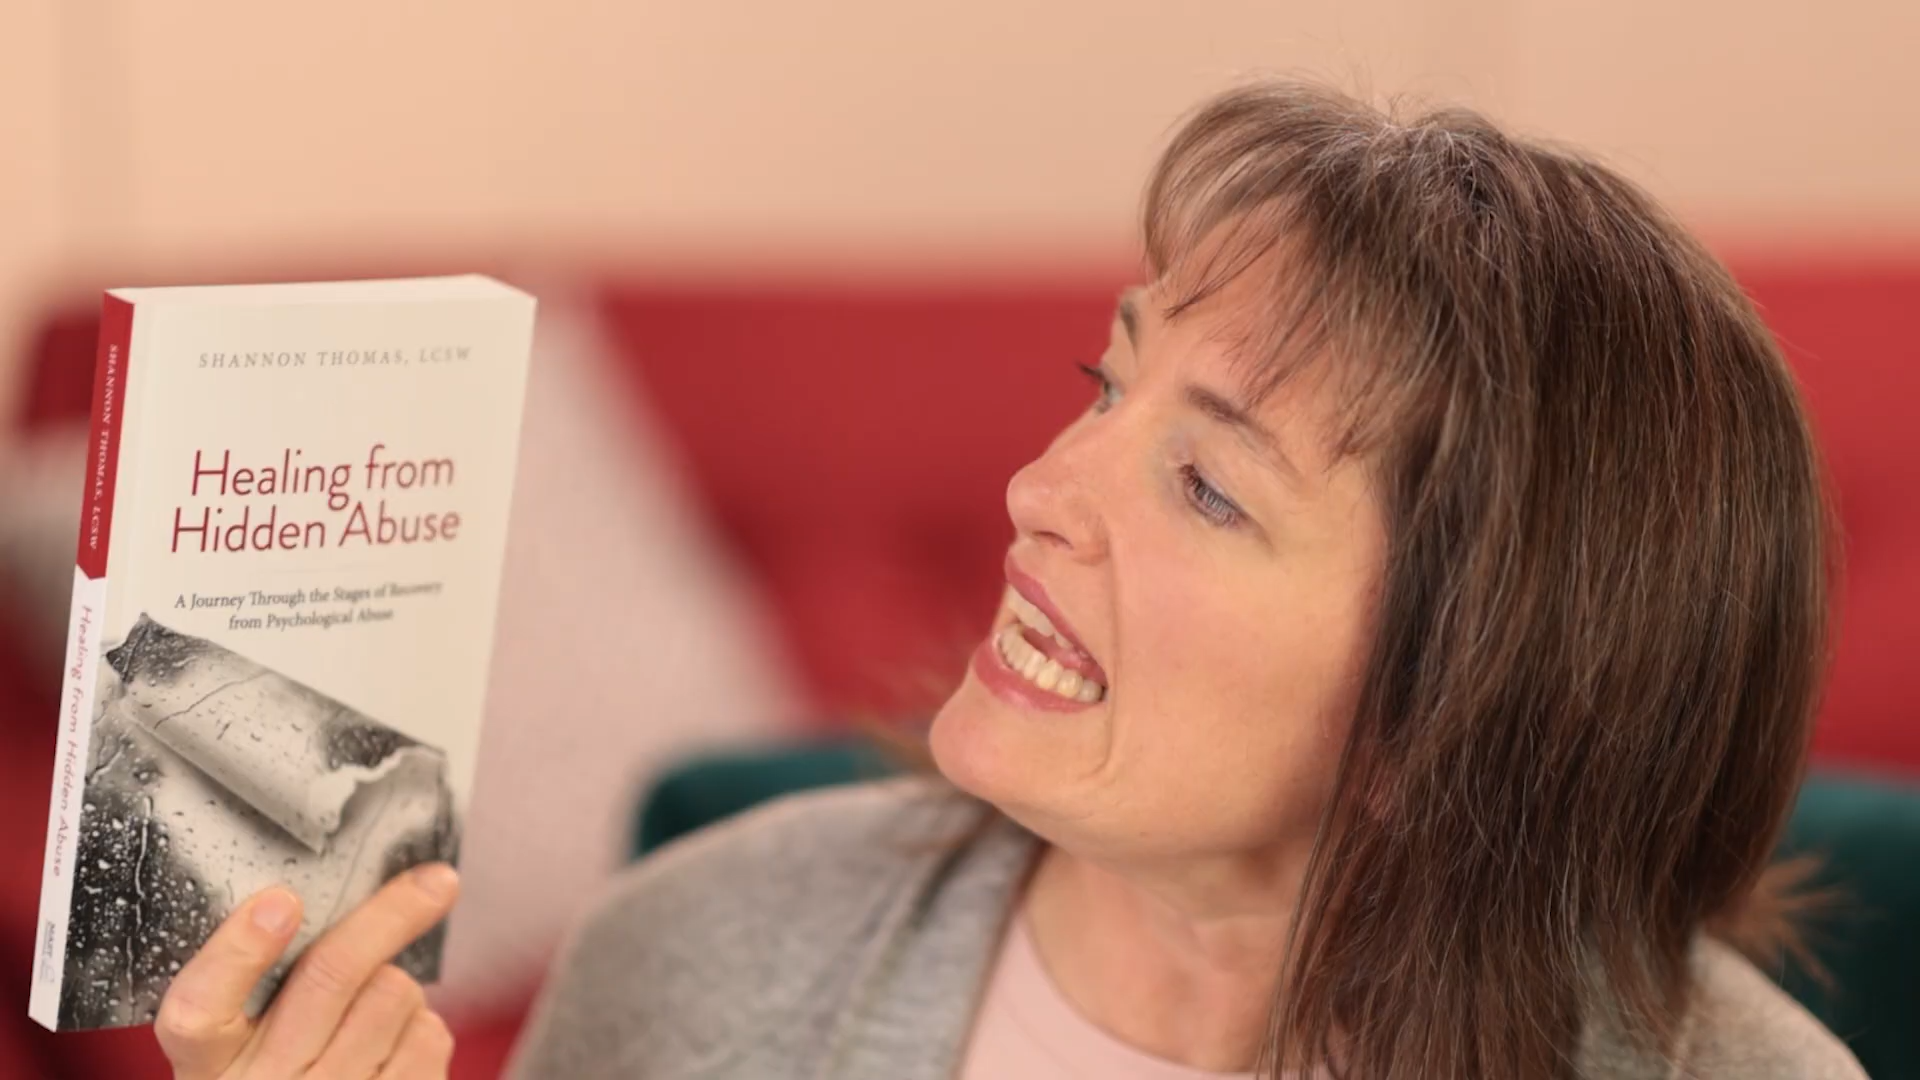 SHANNON THOMAS, LCSW
Healing from
Hidden Abuse
A Journey Through the Stages of Recovery
from Psychological Abuse
SHANNON THOMAS, LCSW
Healing from Hidden Abuse